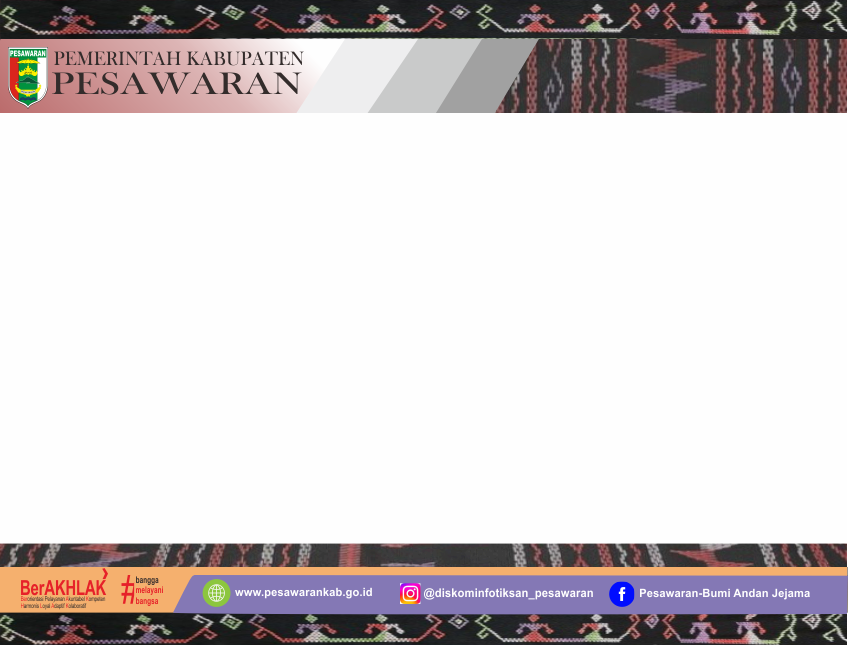 PESAWARAN
PEMERINTAH KABUPATEN
PESAWARAN
BerAKHLAK
Berorientasi Pelayanan Akuntabel Kompeten
Harmonis Loyal Adaptif Kolaboratif
#bangga
melayani
bangsa
www.pesawarankab.go.id
@diskominfotiksan_pesawaran
Pesawaran-Bumi Andan Jejama